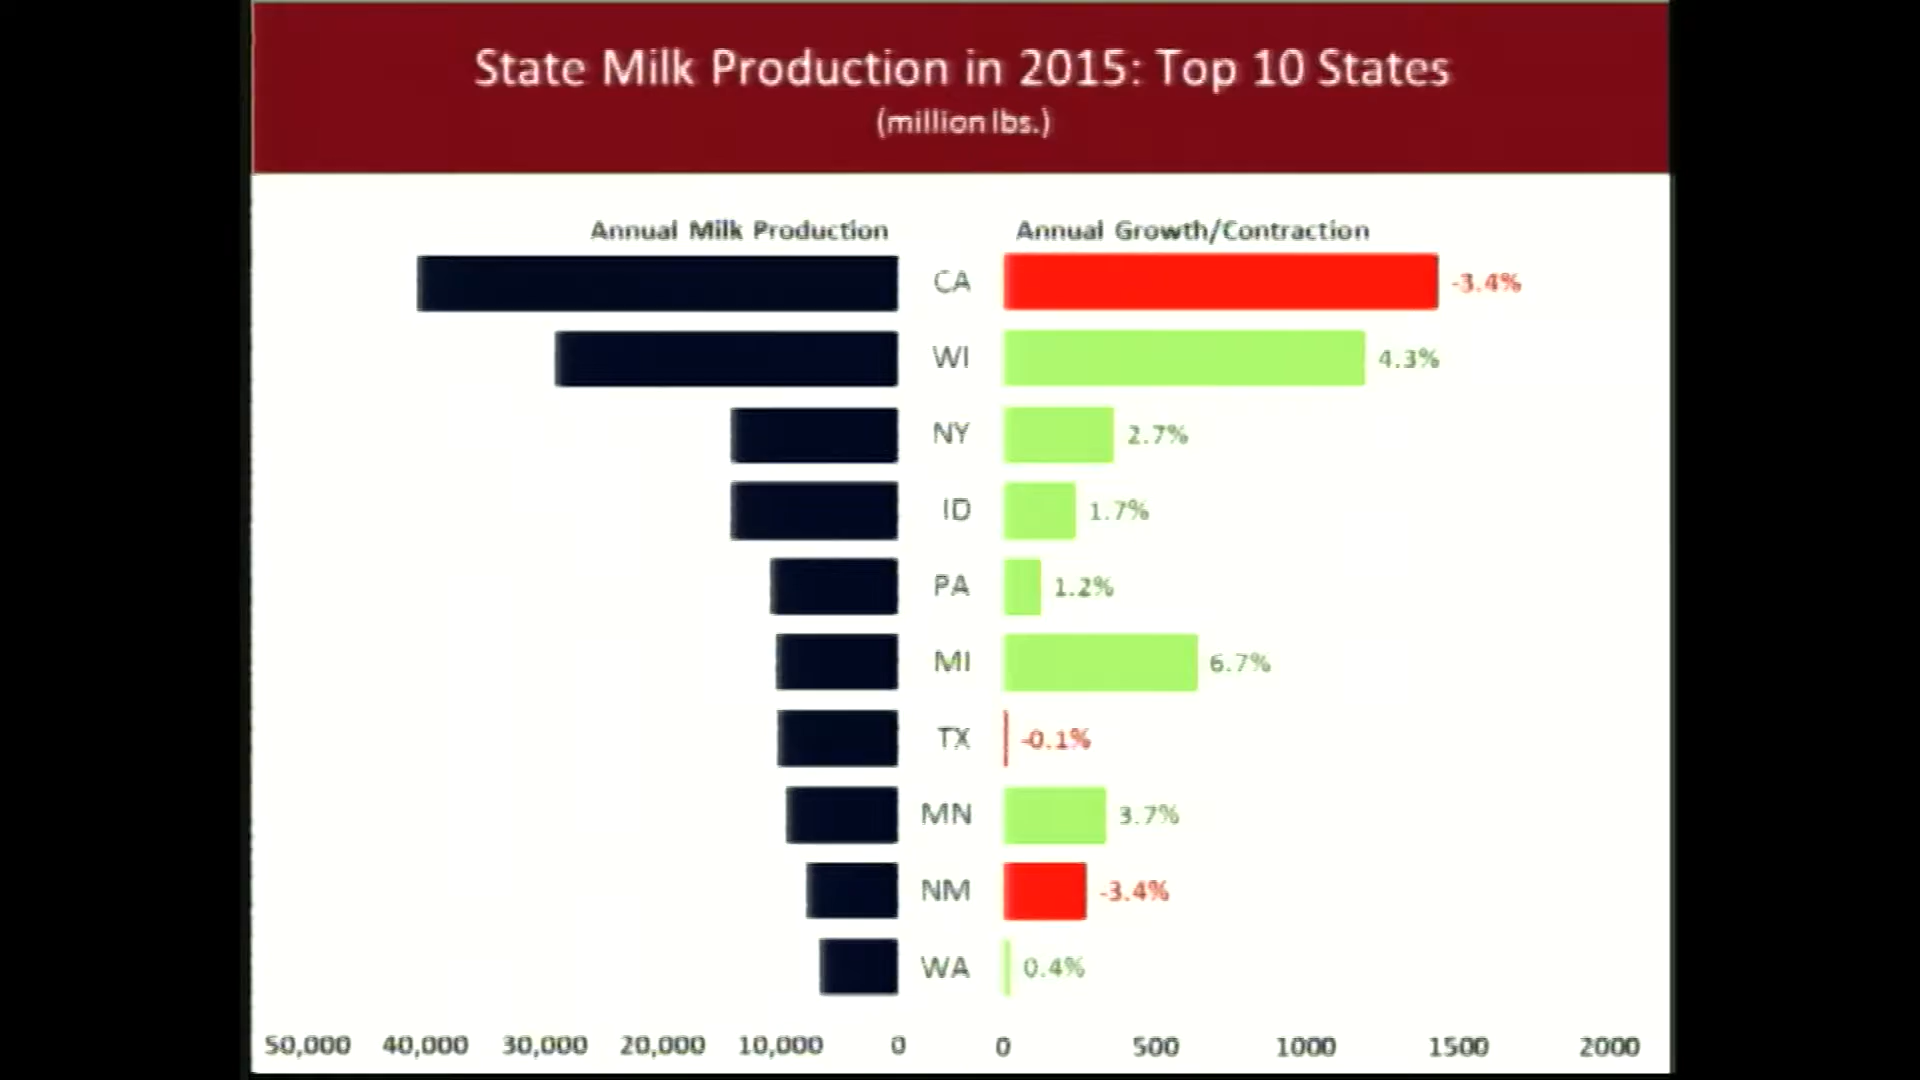 State Milk Production in 2015: Top 10 States
(million lbs.)
Annual Milk Production Annual Growth/Contraction
CA -3.4%
WI 4.3%
NY 2.7%
ID 1.7%
PA 1.2%
MI 6.7%
TX -0.1%
MN 3.7%
NM -3.4%
WA 0.4%
50,000 40,000 30,000 20,000 10,000 0 0 500 1000 1500 2000